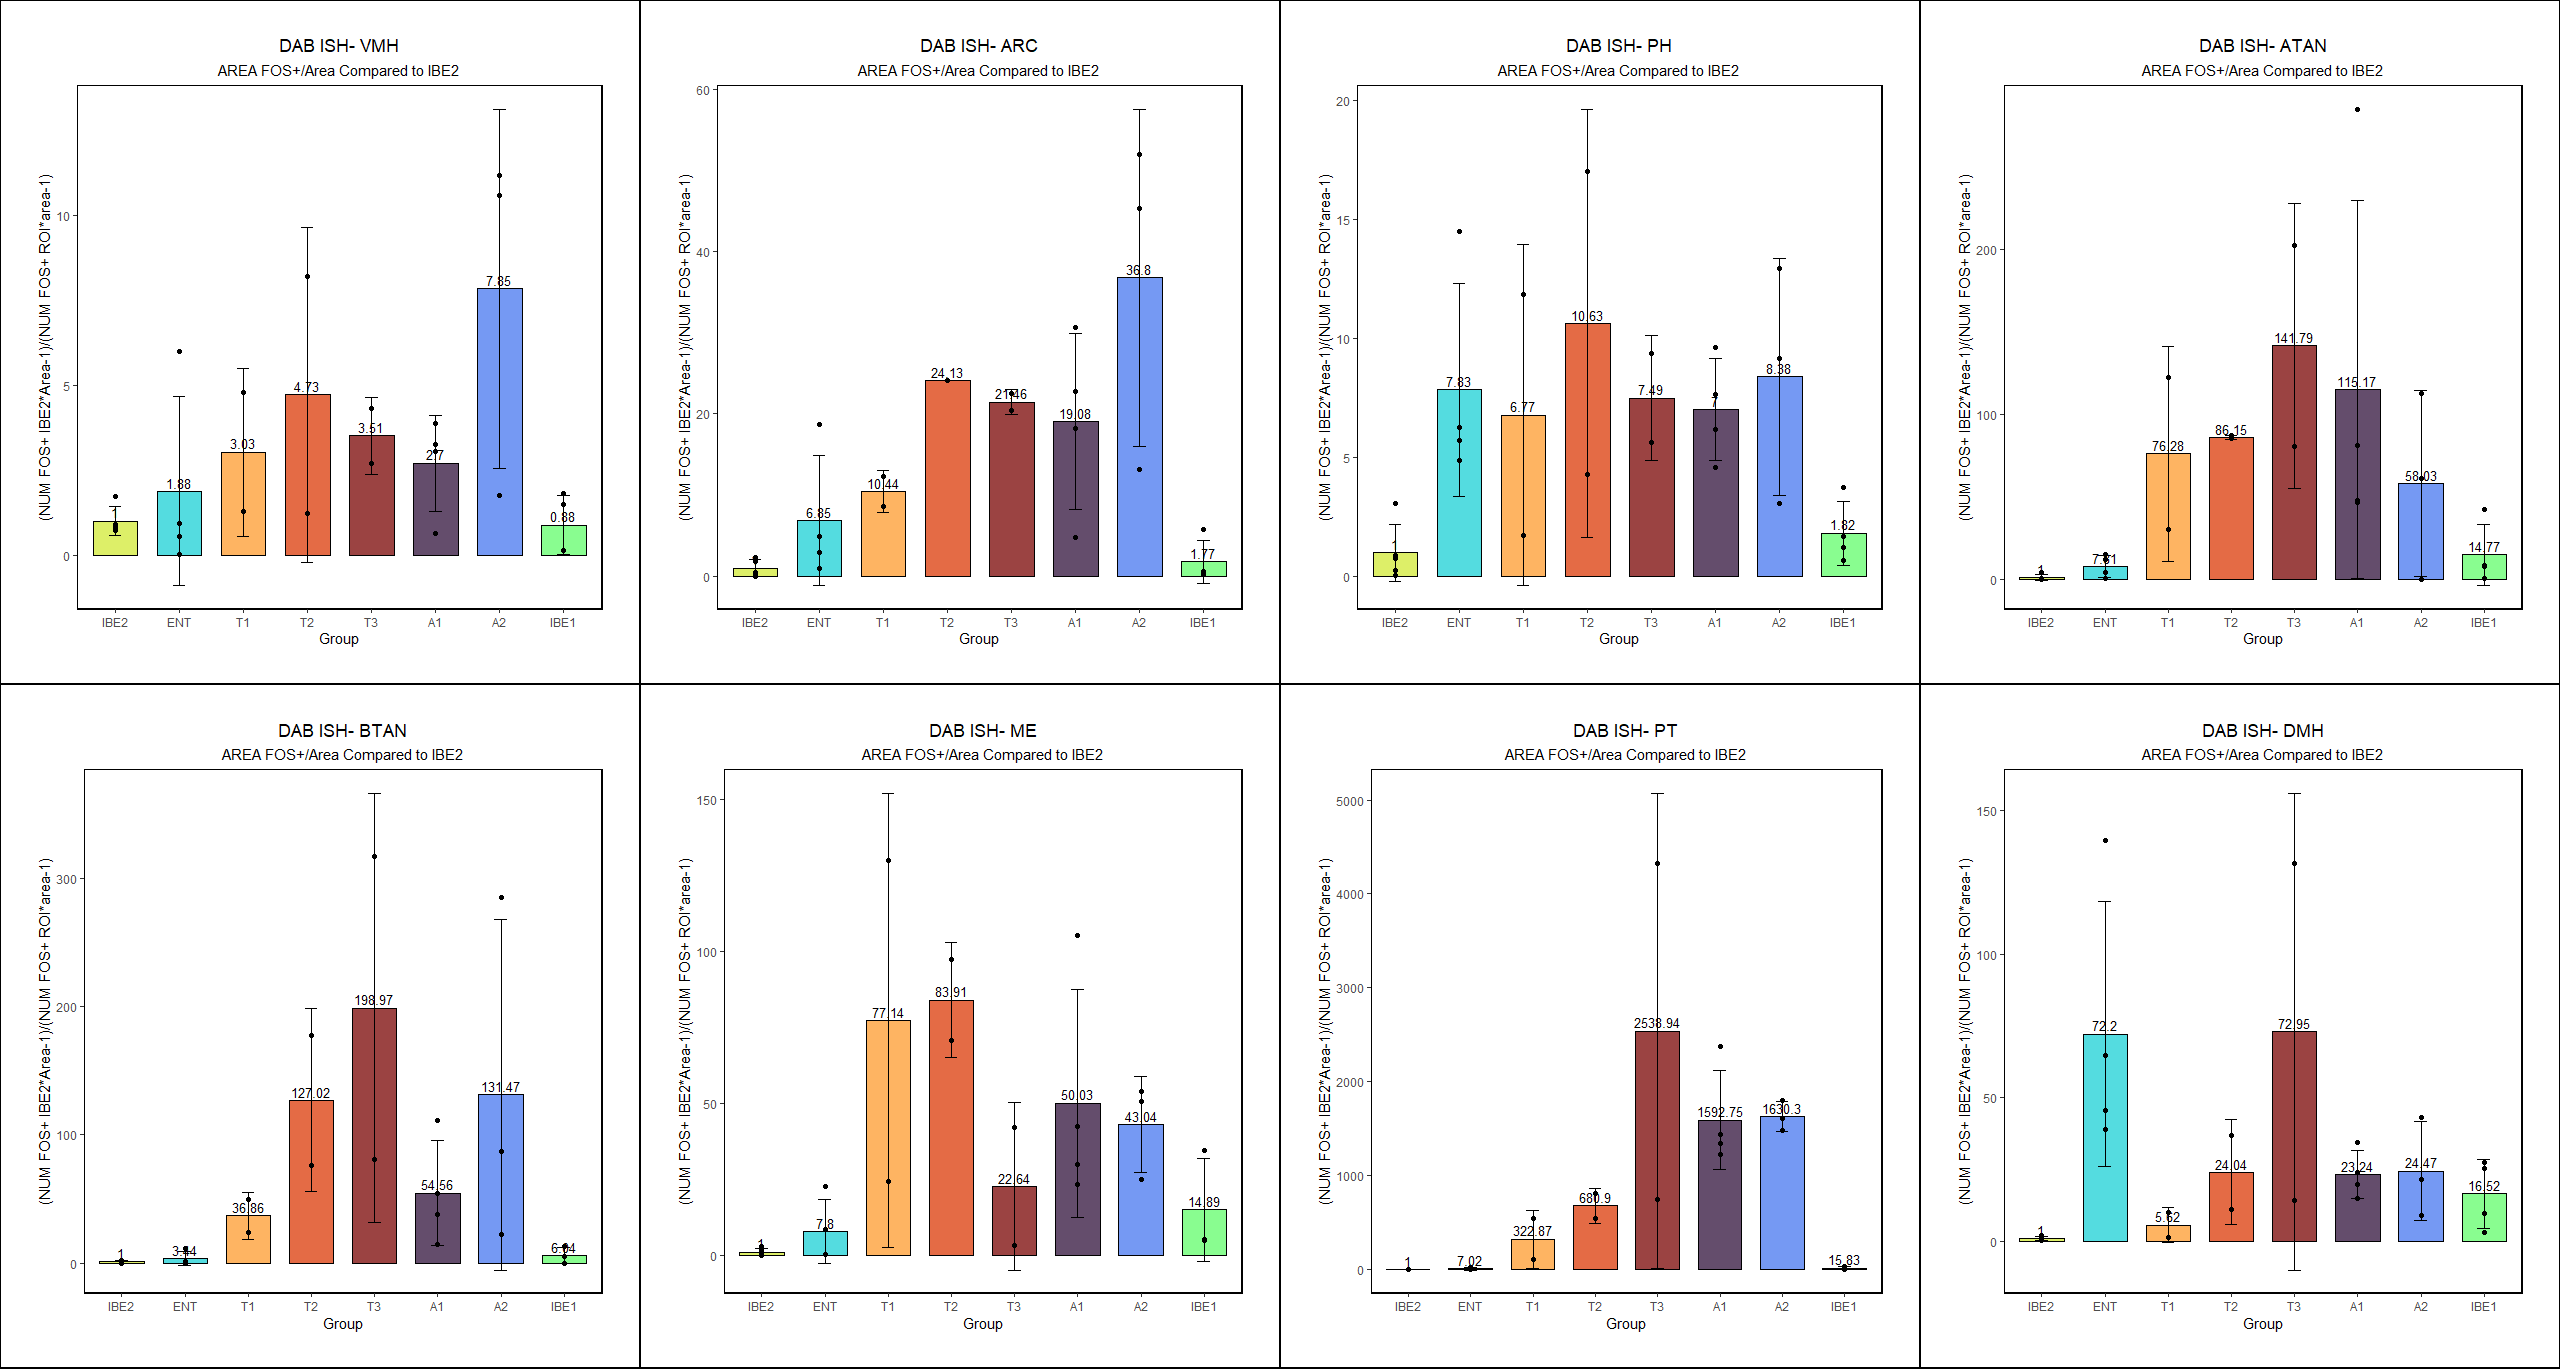 DAB ISH- VMH
AREA FOS+/Area Compared to IBE2
(NUM FOS+ IBE2*Area-1)/(NUM FOS+ ROI*area-1)
10
5
0
1
1.88
3.03
4.73
3.51
2.7
7.85
0.88
IBE2 ENT T1 T2 T3 A1 A2 IBE1
Group
DAB ISH- ARC
AREA FOS+/Area Compared to IBE2
(NUM FOS+ IBE2*Area-1)/(NUM FOS+ ROI*area-1)
60
40
20
0
6.85
10.44
24.13
21.46
19.08
36.8
1.77
IBE2 ENT T1 T2 T3 A1 A2 IBE1
Group
DAB ISH- PH
AREA FOS+/Area Compared to IBE2
(NUM FOS+ IBE2*Area-1)/(NUM FOS+ ROI*area-1)
20
15
10
5
0
1
7.83
6.77
10.63
7.49
7
8.38
1.82
IBE2 ENT T1 T2 T3 A1 A2 IBE1
Group
DAB ISH- ATAN
AREA FOS+/Area Compared to IBE2
(NUM FOS+ IBE2*Area-1)/(NUM FOS+ ROI*area-1)
200
100
0
1
7.61
76.28
86.15
141.79
115.17
58.03
14.77
IBE2 ENT T1 T2 T3 A1 A2 IBE1
Group
DAB ISH- BTAN
AREA FOS+/Area Compared to IBE2
(NUM FOS+ IBE2*Area-1)/(NUM FOS+ ROI*area-1)
300
200
100
0
1
3.44
36.86
127.02
198.97
54.56
131.47
6.04
IBE2 ENT T1 T2 T3 A1 A2 IBE1
Group
DAB ISH- ME
AREA FOS+/Area Compared to IBE2
(NUM FOS+ IBE2*Area-1)/(NUM FOS+ ROI*area-1)
150
100
50
0
1
7.8
77.14
83.91
22.64
50.03
43.04
14.89
IBE2 ENT T1 T2 T3 A1 A2 IBE1
Group
DAB ISH- PT
AREA FOS+/Area Compared to IBE2
(NUM FOS+ IBE2*Area-1)/(NUM FOS+ ROI*area-1)
5000
4000
3000
2000
1000
0
1
7.02
322.87
680.9
2538.94
1592.75
1630.3
15.83
IBE2 ENT T1 T2 T3 A1 A2 IBE1
Group
DAB ISH- DMH
AREA FOS+/Area Compared to IBE2
(NUM FOS+ IBE2*Area-1)/(NUM FOS+ ROI*area-1)
150
100
50
0
1
72.2
5.62
24.04
72.95
23.24
24.47
16.52
IBE2 ENT T1 T2 T3 A1 A2 IBE1
Group